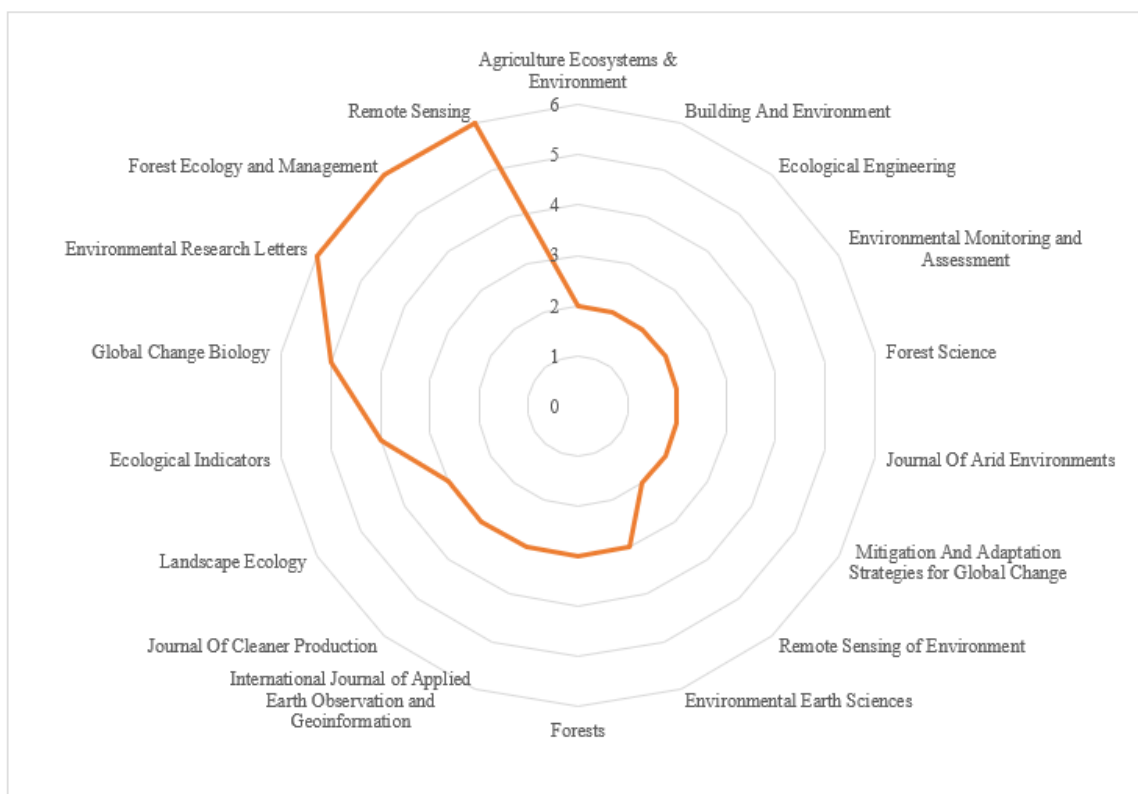 Agriculture Ecosystems &
Environment
Building And Environment
Ecological Engineering
Environmental Monitoring and
Assessment
Forest Science
Journal Of Arid Environments
Mitigation And Adaptation
Strategies for Global Change
Remote Sensing of Environment
Environmental Earth Sciences
Forests
International Journal of Applied
Earth Observation and
Geoinformation
Journal Of Cleaner Production
Landscape Ecology
Ecological Indicators
Global Change Biology
Environmental Research Letters
Forest Ecology and Management
Remote Sensing
6
5
4
3
2
1
0